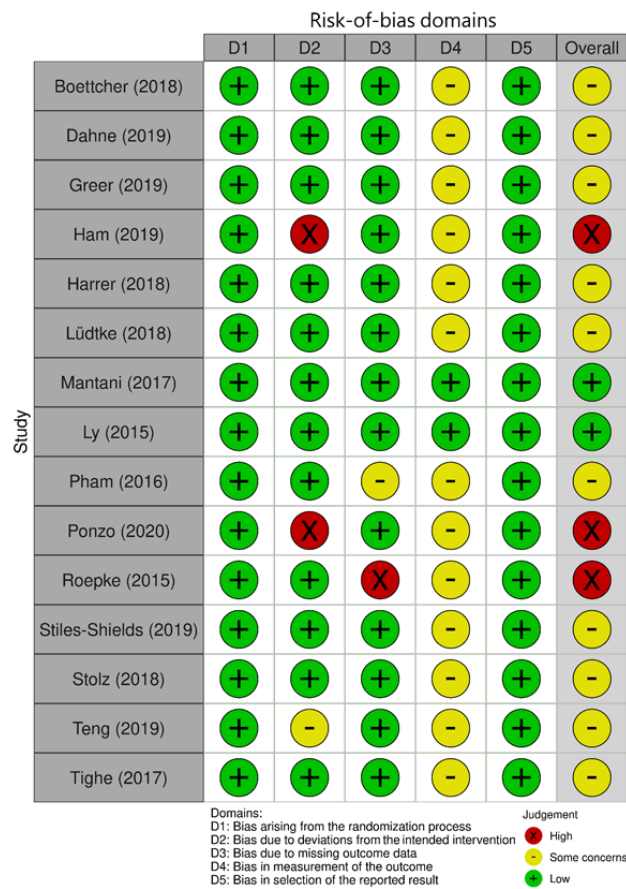 Risk-of-bias domains
D1 D2 D3 D4 D5 Overall
Study
Boettcher (2018) + + + - + -
Dahne (2019) + + + - + -
Greer (2019) + + + - + -
Ham (2019) + X + - + X
Harrer (2018) + + + - + -
Lüdtke (2018) + + + - + -
Mantani (2017) + + + + + +
Ly (2015) + + + + + +
Pham (2016) + + - - + -
Ponzo (2020) + X + - + X
Roepke (2015) + + X - + X
Stiles-Shields (2019) + + + - + -
Stolz (2018) + + + - + -
Teng (2019) + - + - + -
Tighe (2017) + + + - + -
Domains:
D1: Bias arising from the randomization process
D2: Bias due to deviations from the intended intervention
D3: Bias due to missing outcome data
D4: Bias in measurement of the outcome
D5: Bias in selection of the reported result
Judgement
X High
- Some concerns
+ Low